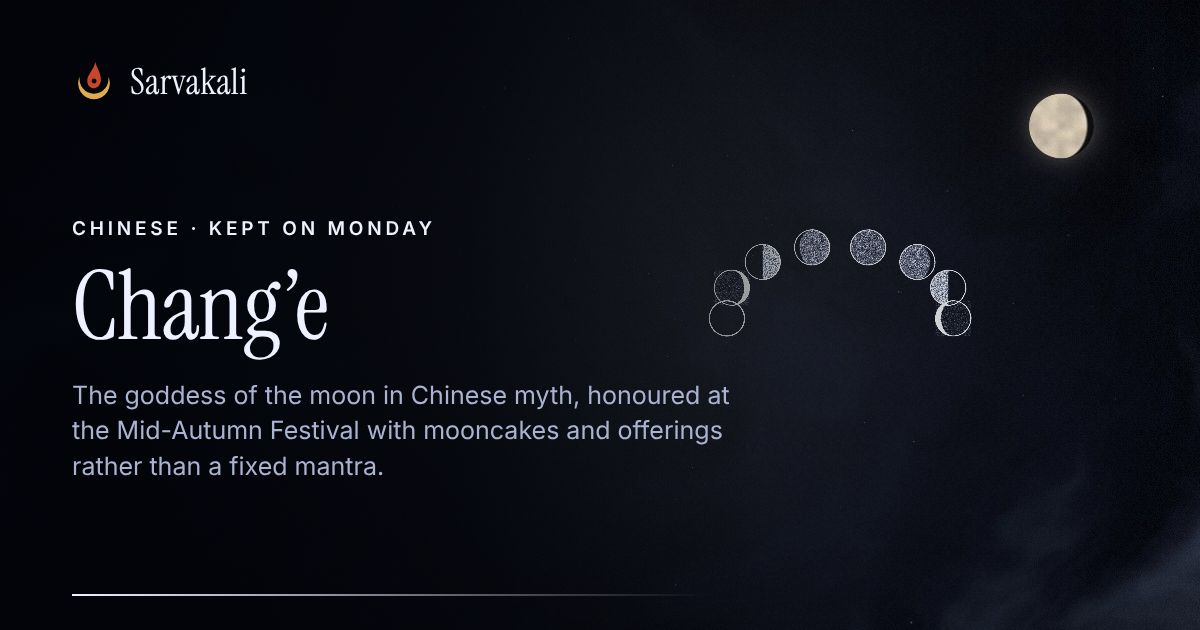 Sarvakali
CHINESE · KEPT ON MONDAY
Chang’e
The goddess of the moon in Chinese myth, honoured at
the Mid-Autumn Festival with mooncakes and offerings
rather than a fixed mantra.